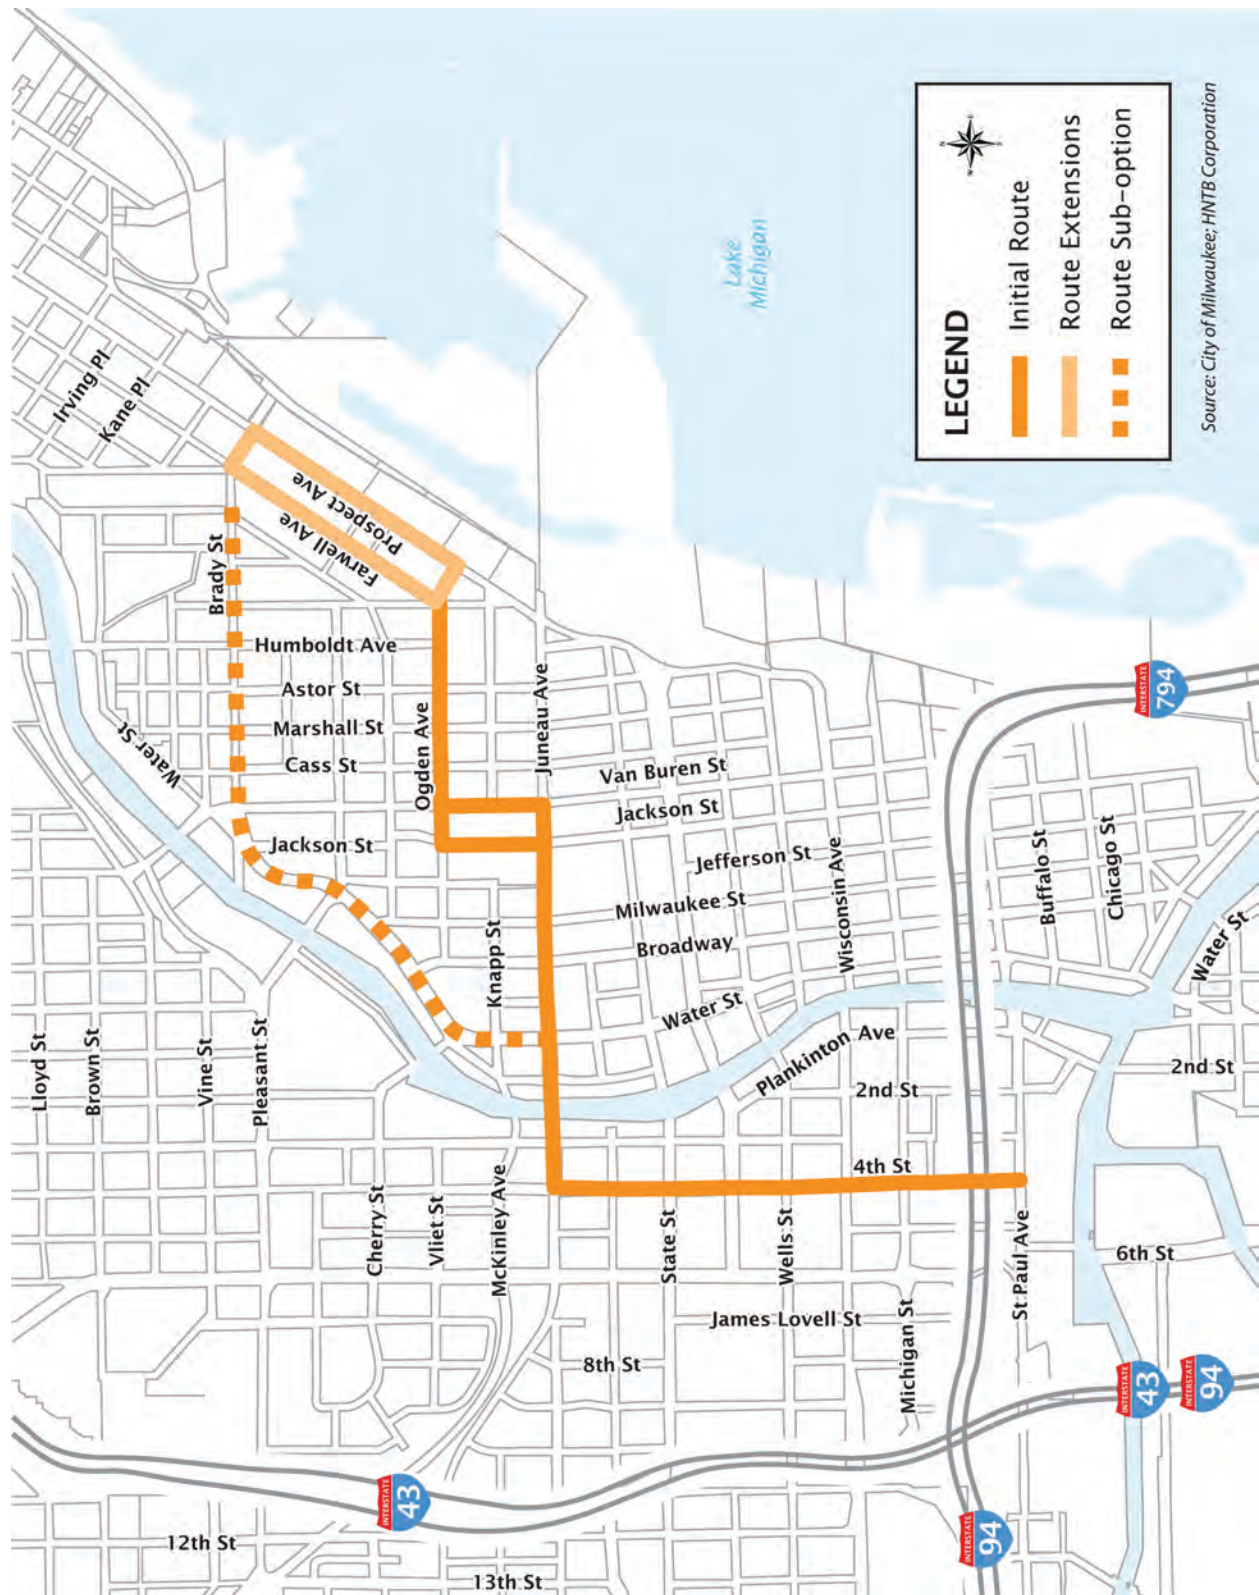 LEGEND
Initial Route
Route Extensions
Route Sub-option
Source: City of Milwaukee; HNTB Corporation
N
E
S
W
Lake
Michigan
Irving Pl
Kane Pl
Prospect Ave
Farwell Ave
Brady St
Humboldt Ave
Astor St
Marshall St
Cass St
Jackson St
Water St
Ogden Ave
Juneau Ave
Knapp St
Van Buren St
Jackson St
Jefferson St
Milwaukee St
Broadway
Water St
Wisconsin Ave
Plankinton Ave
2nd St
4th St
Buffalo St
Chicago St
Water St
2nd St
6th St
St Paul Ave
Lloyd St
Brown St
Vine St
Pleasant St
Cherry St
Vliet St
McKinley Ave
State St
Wells St
James Lovell St
8th St
Michigan St
12th St
13th St
INTERSTATE
794
INTERSTATE
43
INTERSTATE
94
INTERSTATE
43
INTERSTATE
94